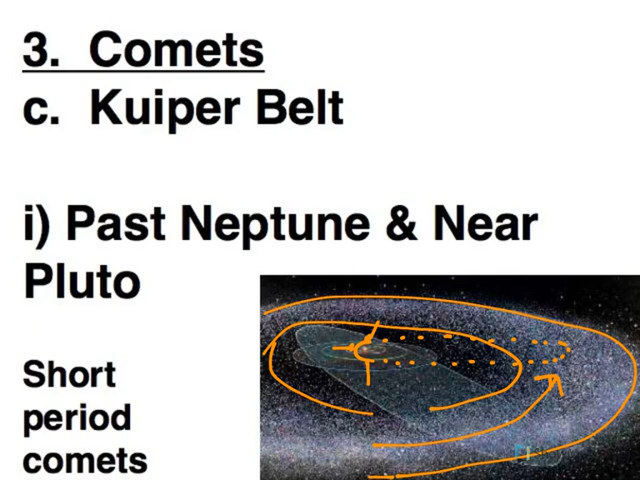 3. Comets
c. Kuiper Belt
i) Past Neptune & Near
Pluto
Short
period
comets